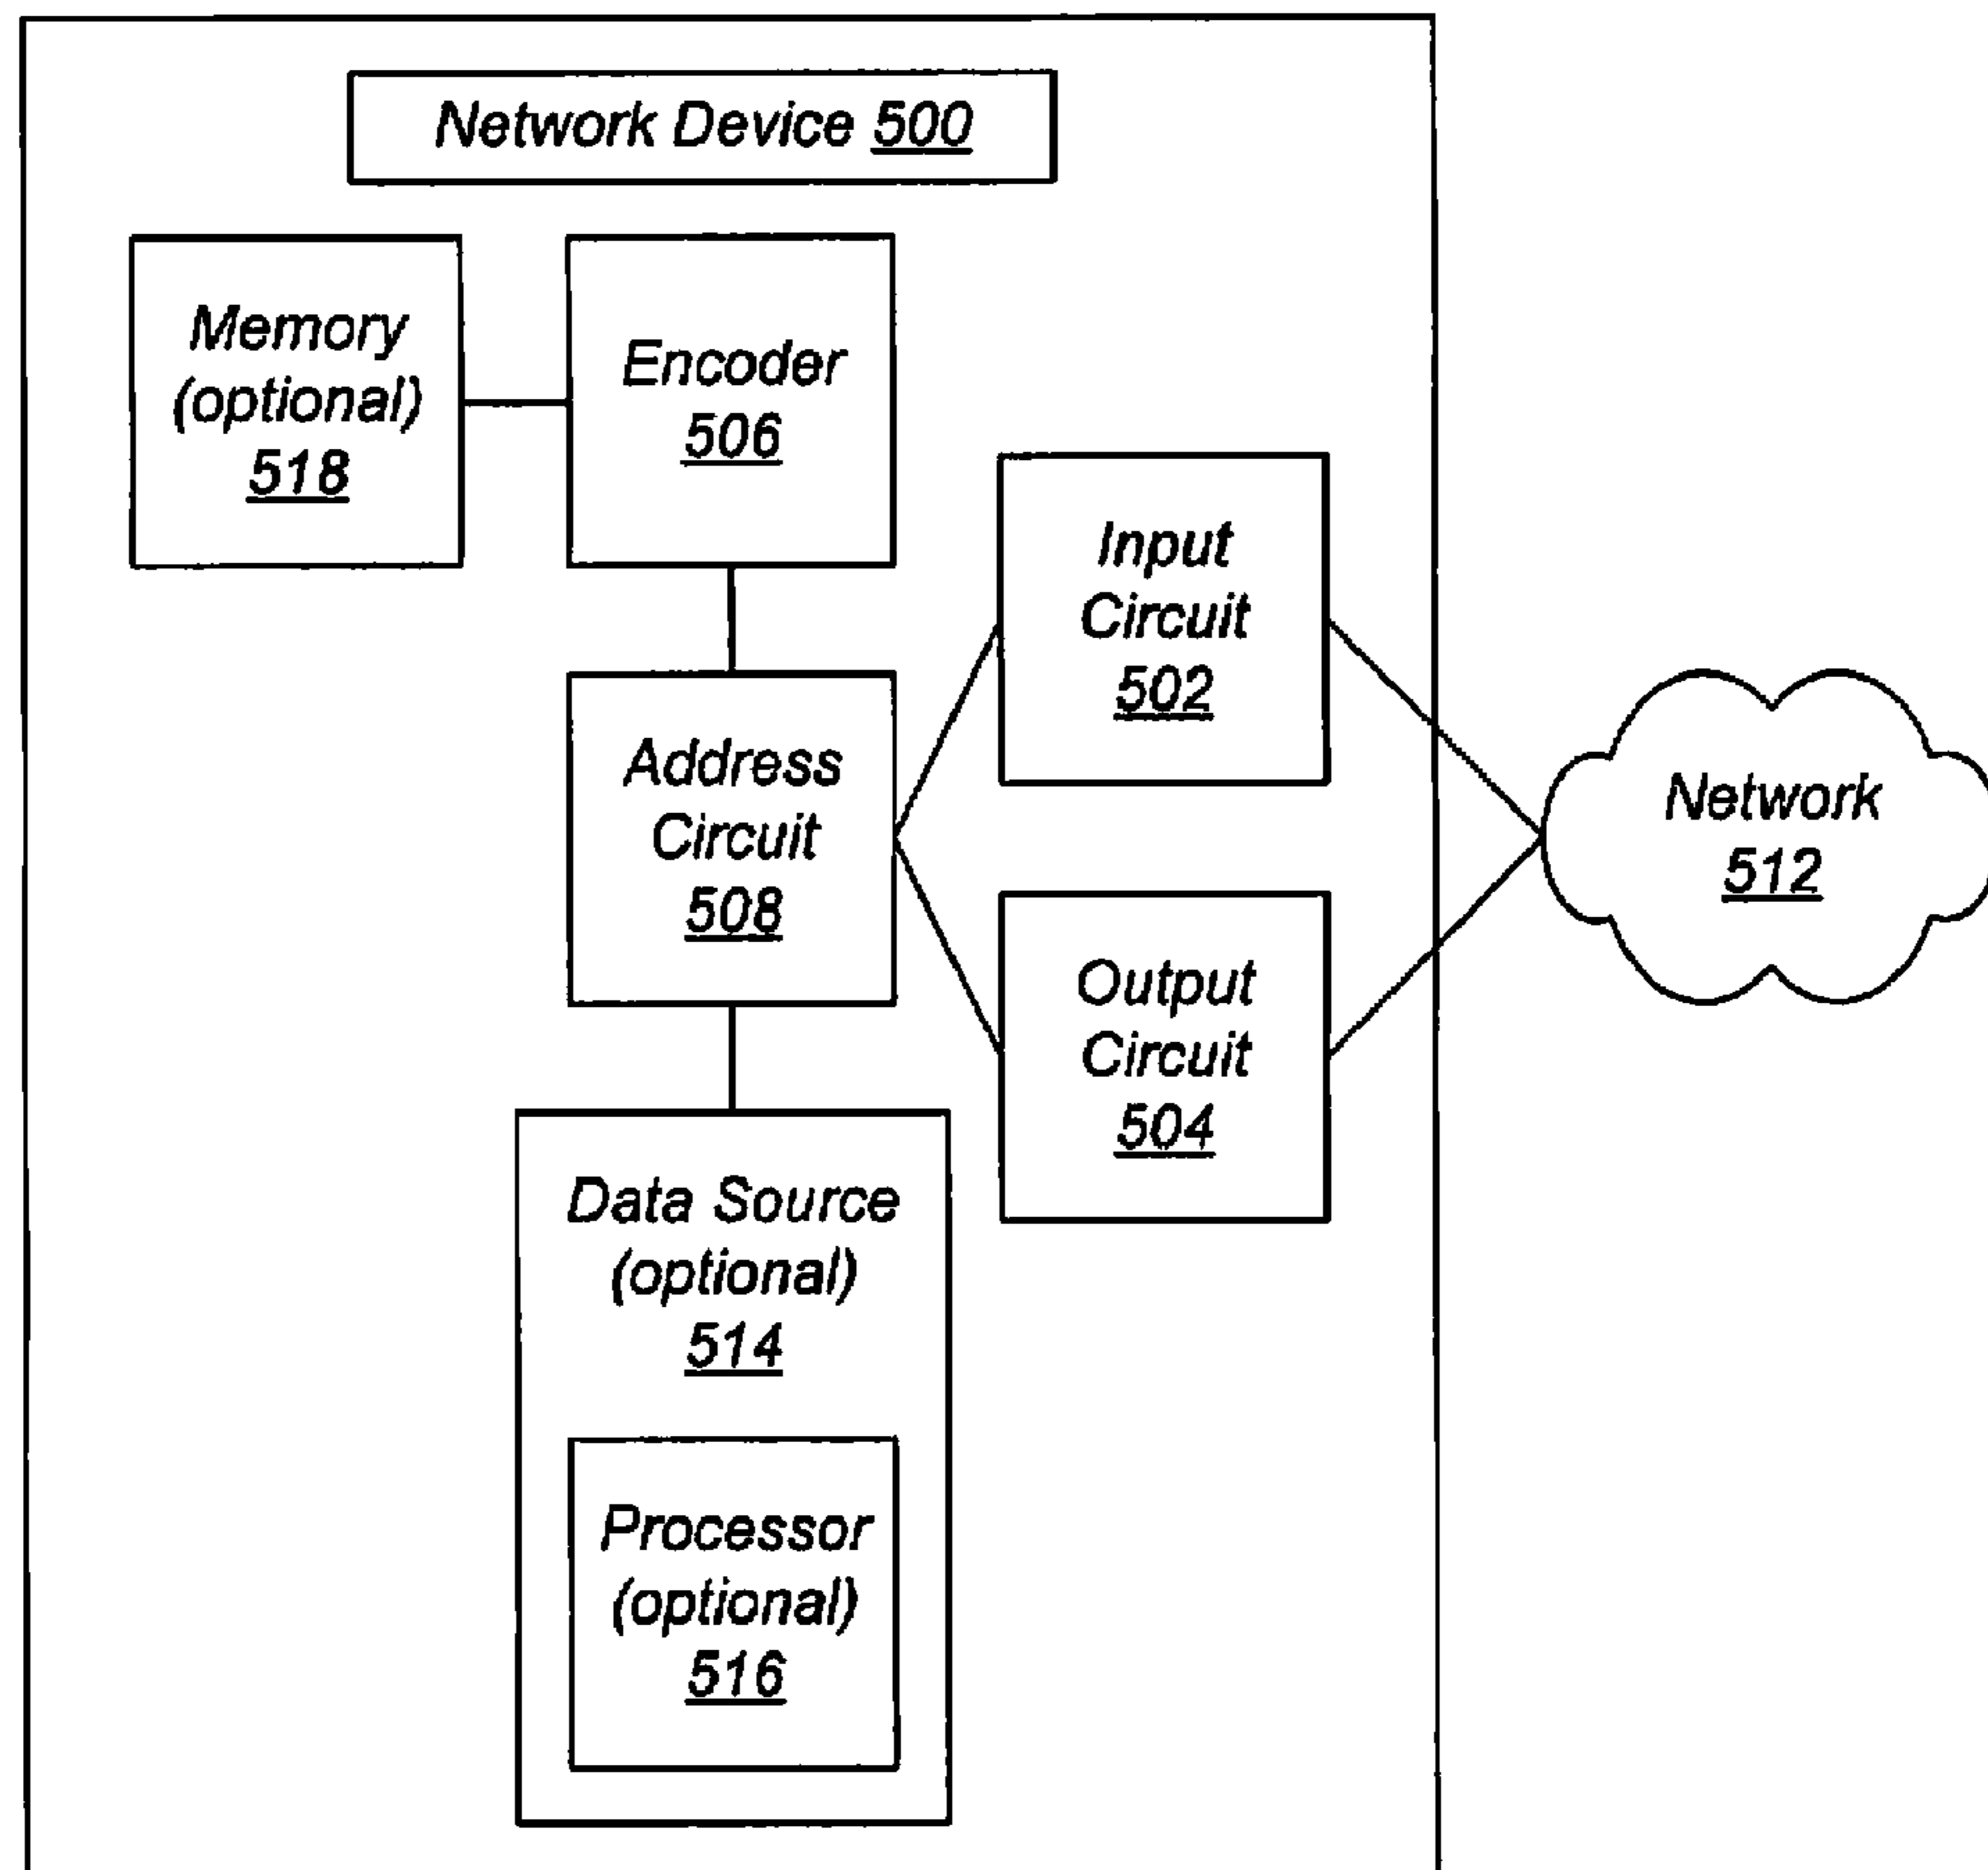 Network Device 500
Memory
(optional)
518
Encoder
506
Input
Circuit
502
Address
Circuit
508
Network
512
Output
Circuit
504
Data Source
(optional)
514
Processor
(optional)
516